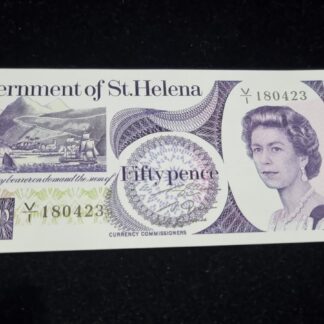 ernment of St.Helena
V/1 180423
bearer on demand the sum of
Fifty pence
V/1 180423
CURRENCY COMMISSIONERS